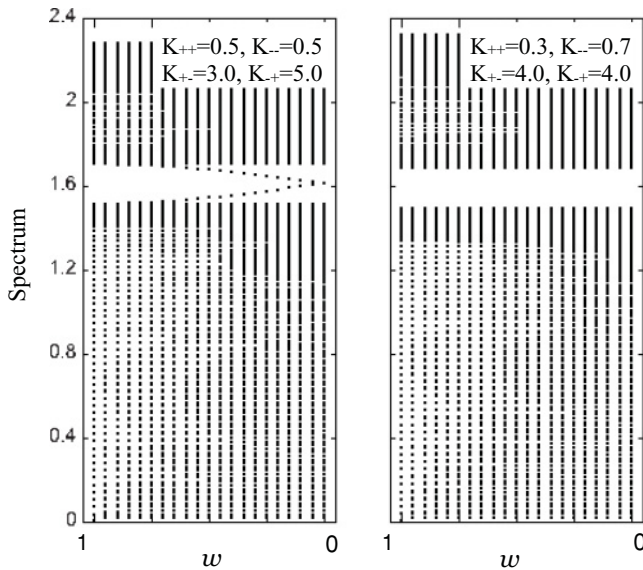 2.4
2
1.6
1.2
0.8
0.4
0
Spectrum
K++=0.5, K--=0.5
K+-=3.0, K-+=5.0
1 w 0
K++=0.3, K--=0.7
K+-=4.0, K-+=4.0
1 w 0